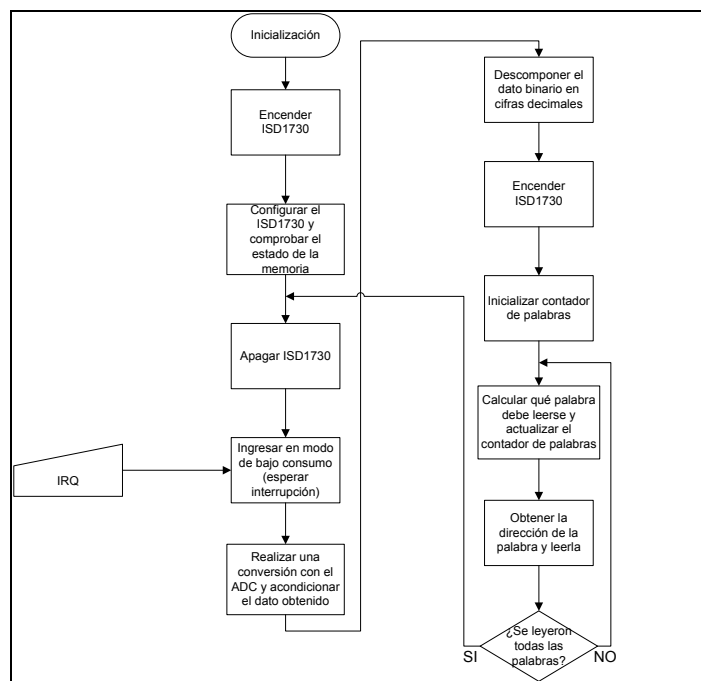 Inicialización
Encender
ISD1730
Configurar el
ISD1730 y
comprobar el
estado de la
memoria
Apagar ISD1730
Ingresar en modo
de bajo consumo
(esperar
interrupción)
IRQ
Realizar una
conversión con el
ADC y acondicionar
el dato obtenido
Descomponer el
dato binario en
cifras decimales
Encender
ISD1730
Inicializar contador
de palabras
Calcular qué palabra
debe leerse y
actualizar el
contador de palabras
Obtener la
dirección de la
palabra y leerla
¿Se leyeron
todas las
palabras?
SI
NO